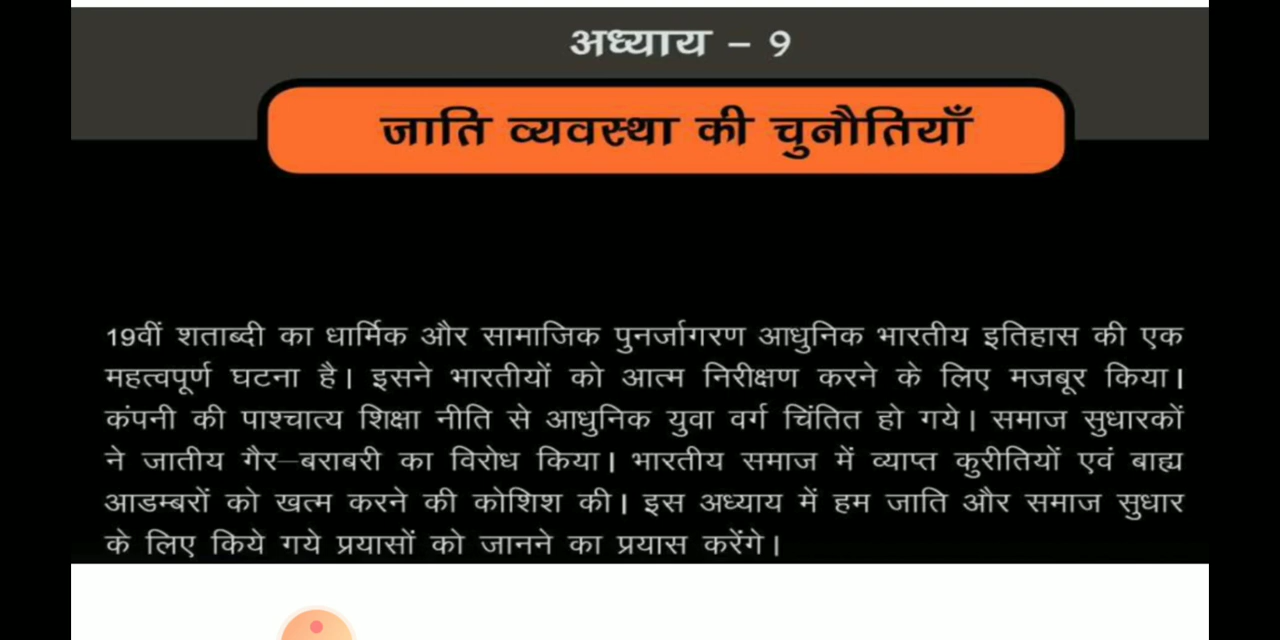 अध्याय – 9
जाति व्यवस्था की चुनौतियाँ
19वीं शताब्दी का धार्मिक और सामाजिक पुनर्जागरण आधुनिक भारतीय इतिहास की एक
महत्वपूर्ण घटना है। इसने भारतीयों को आत्म निरीक्षण करने के लिए मजबूर किया।
कंपनी की पाश्चात्य शिक्षा नीति से आधुनिक युवा वर्ग चिंतित हो गये। समाज सुधारकों
ने जातीय गैर–बराबरी का विरोध किया। भारतीय समाज में व्याप्त कुरीतियों एवं बाह्य
आडम्बरों को खत्म करने की कोशिश की। इस अध्याय में हम जाति और समाज सुधार
के लिए किये गये प्रयासों को जानने का प्रयास करेंगे।